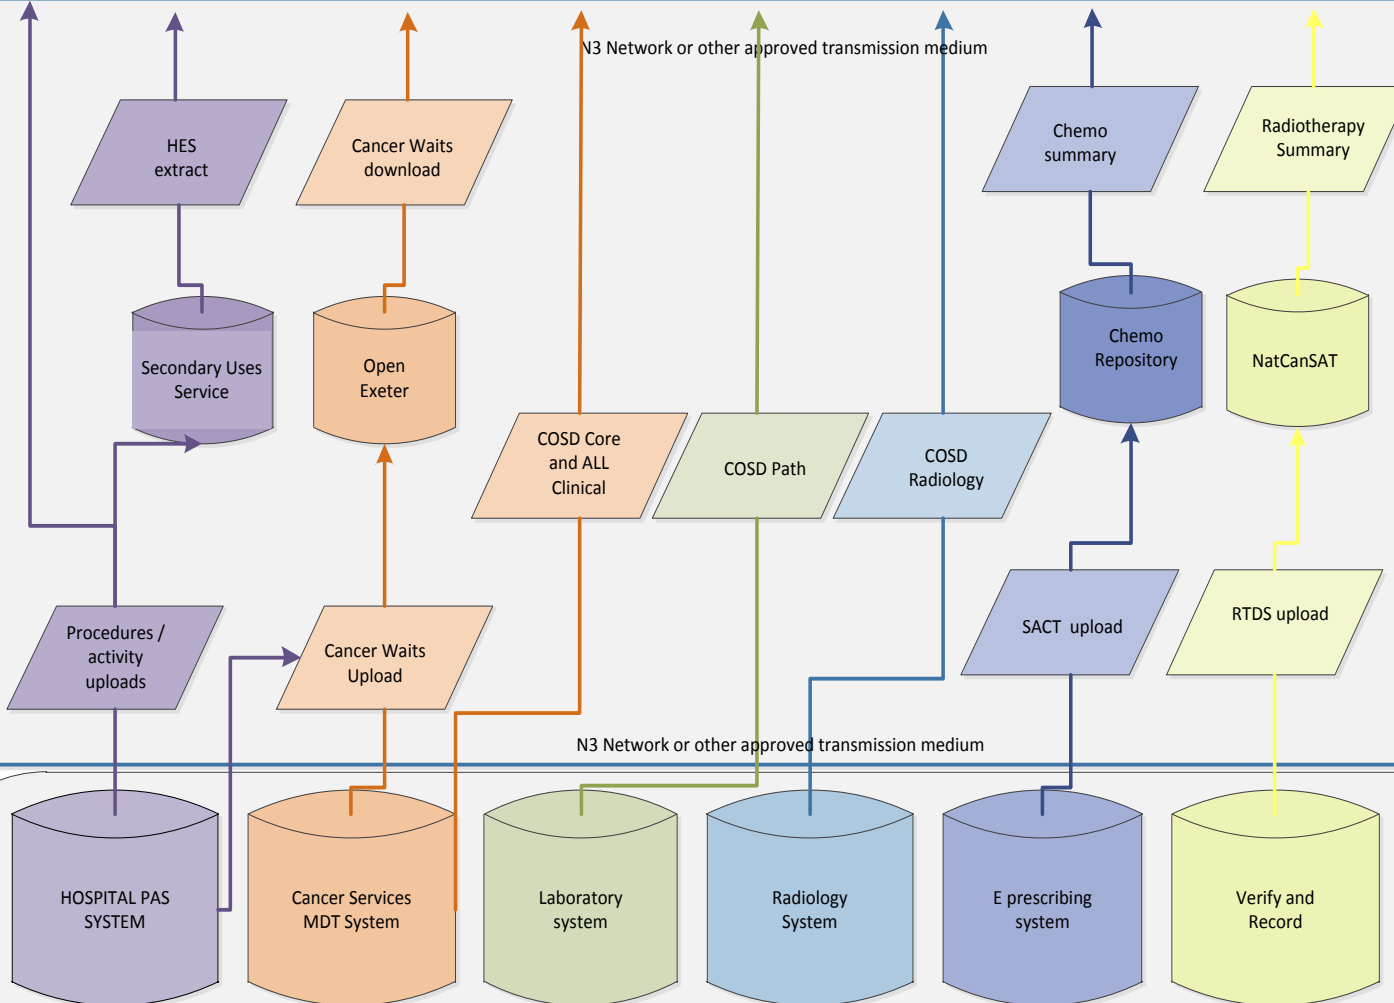 N3 Network or other approved transmission medium
HES
extract
Cancer Waits
download
Chemo
summary
Radiotherapy
Summary
Secondary Uses
Service
Open
Exeter
Chemo
Repository
NatCanSAT
COSD Core
and ALL
Clinical
COSD Path
COSD
Radiology
Procedures /
activity
uploads
Cancer Waits
Upload
SACT upload
RTDS upload
N3 Network or other approved transmission medium
HOSPITAL PAS
SYSTEM
Cancer Services
MDT System
Laboratory
system
Radiology
System
E prescribing
system
Verify and
Record